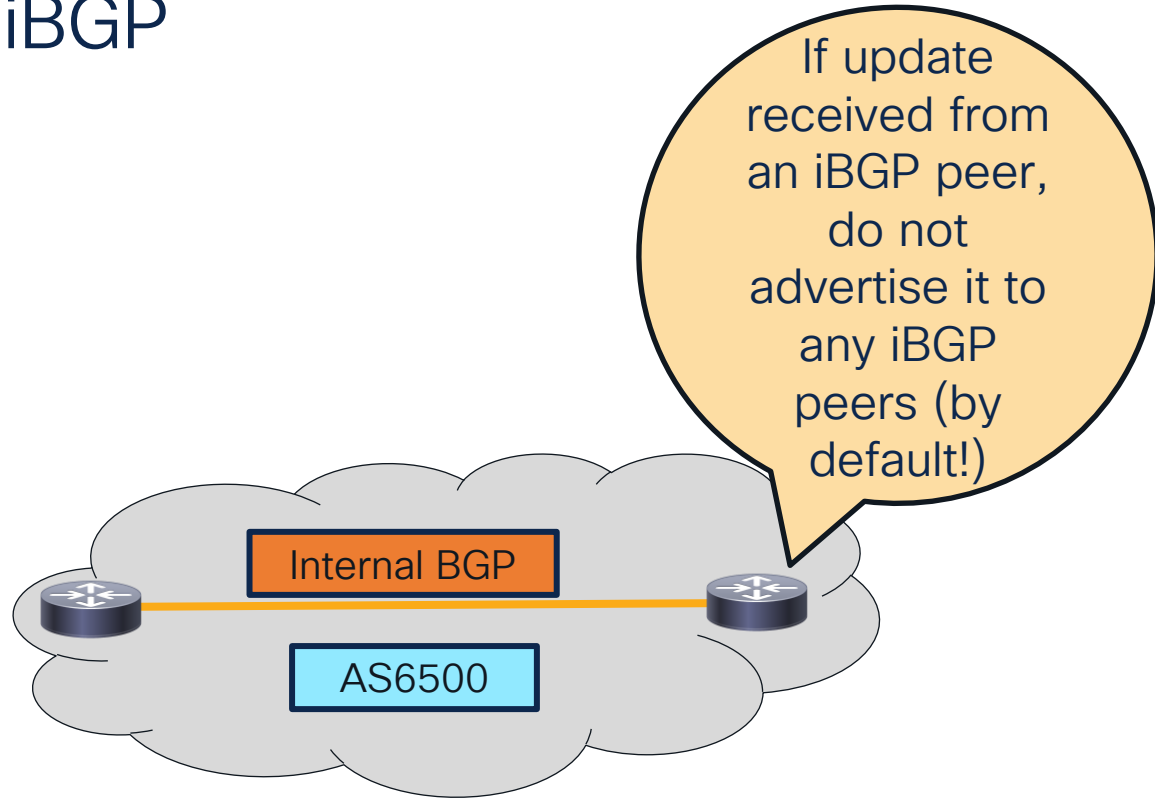 iBGP
If update
received from
an iBGP peer,
do not
advertise it to
any iBGP
peers (by
default!)
Internal BGP
AS6500